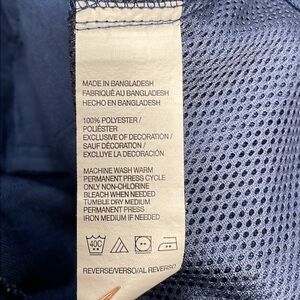 MADE IN BANGLADESH
FABRIQUÉ AU BANGLADESH
HECHO EN BANGLADESH
100% POLYESTER /
POLIÉSTER
EXCLUSIVE OF DECORATION /
SAUF DÉCORATION /
EXCLUYE LA DECORACIÓN
MACHINE WASH WARM
PERMANENT PRESS CYCLE
ONLY NON-CHLORINE
BLEACH WHEN NEEDED
TUMBLE DRY MEDIUM
PERMANENT PRESS
IRON MEDIUM IF NEEDED
40C
REVERSE/VERSO/AL REVERSO